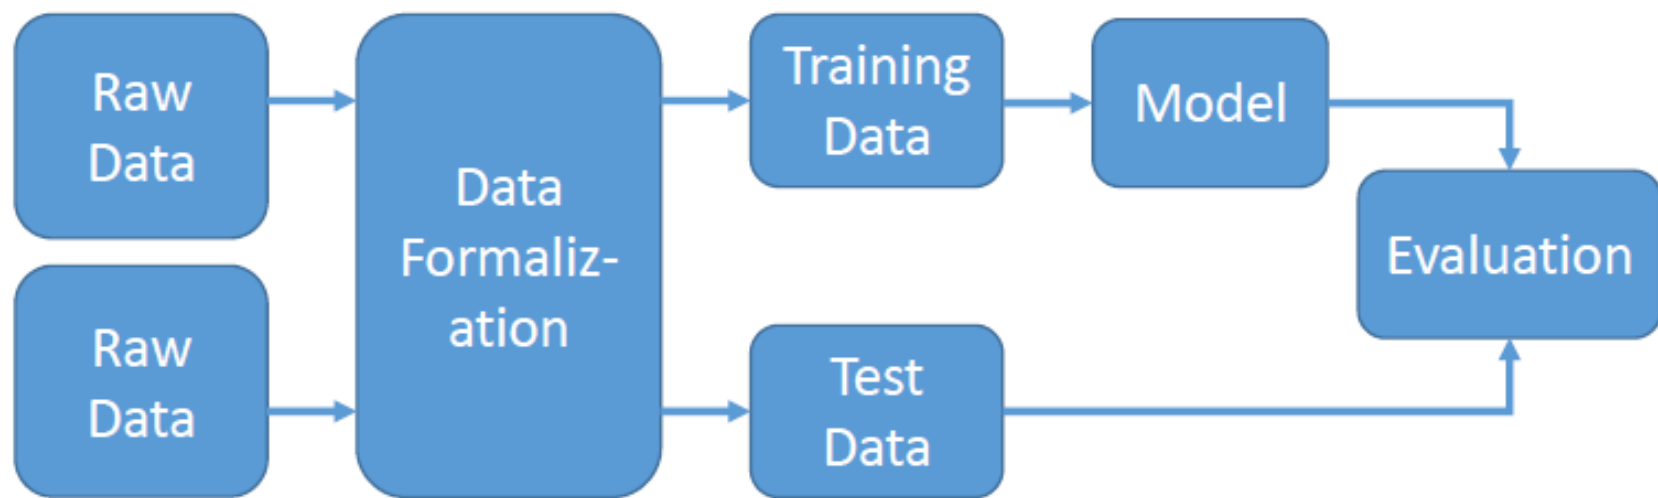 Raw
Data
Raw
Data
Data
Formaliz-
ation
Training
Data
Test
Data
Model
Evaluation